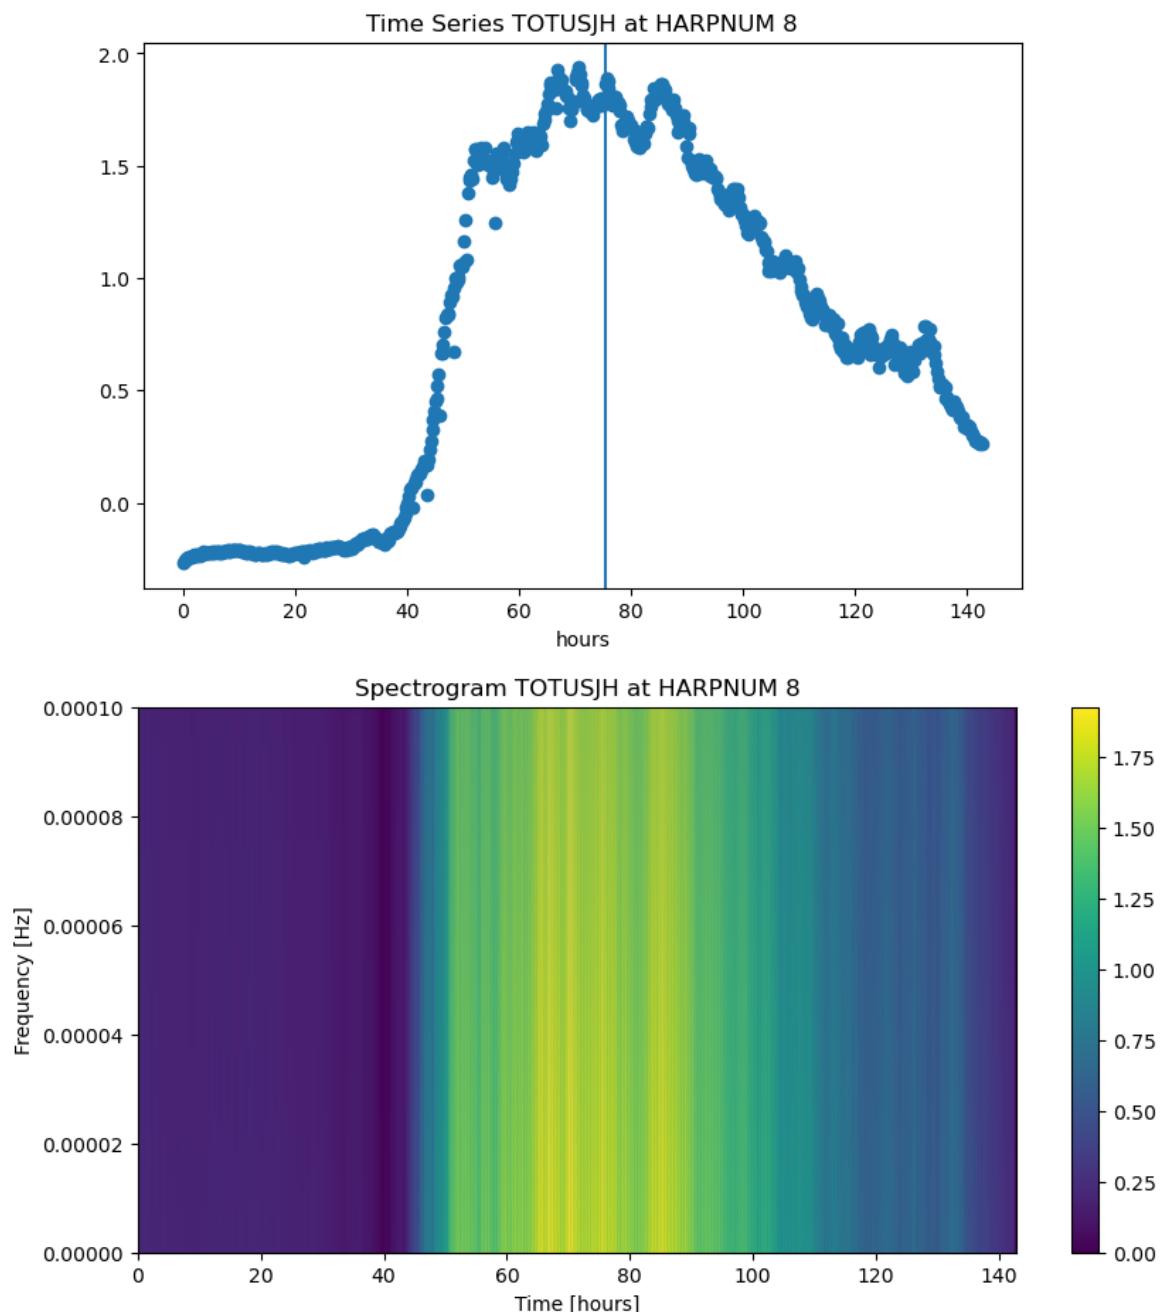 Time Series TOTUSJH at HARPNUM 8
2.0
1.5
1.0
0.5
0.0
0 20 40 60 80 100 120 140
hours
Spectrogram TOTUSJH at HARPNUM 8
0.00010
0.00008
0.00006
0.00004
0.00002
0.00000
Frequency [Hz]
0 20 40 60 80 100 120 140
Time [hours]
1.75
1.50
1.25
1.00
0.75
0.50
0.25
0.00